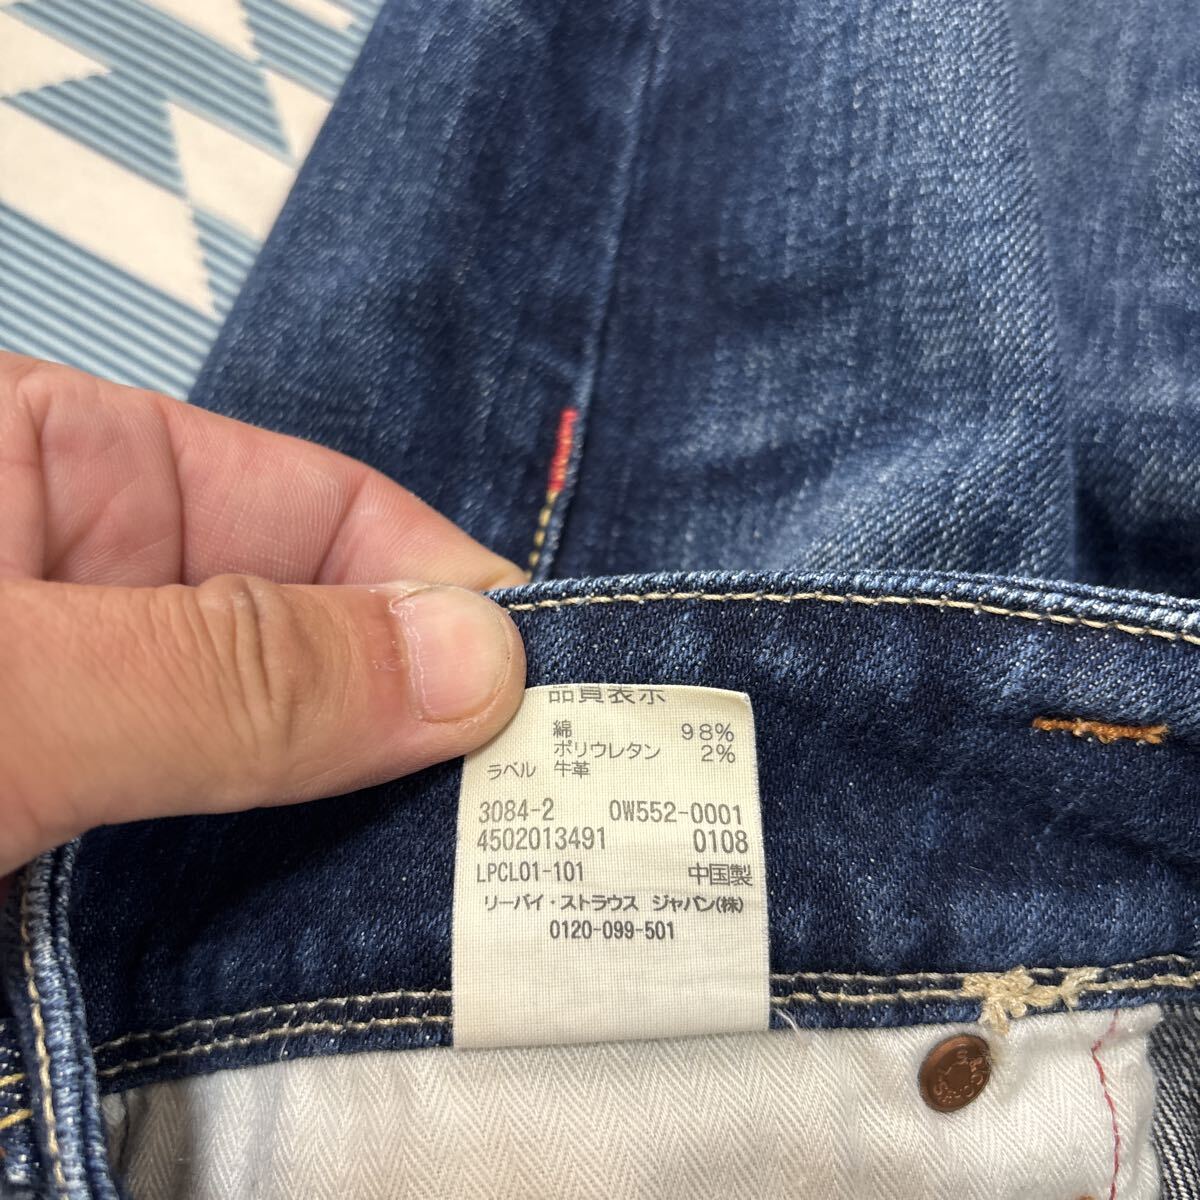 品質表示
綿 98%
ポリウレタン 2%
ラベル 牛革
3084-2 0W552-0001
4502013491 0108
LPCL01-101 中国製
リーバイ・ストラウス ジャパン(株)
0120-099-501